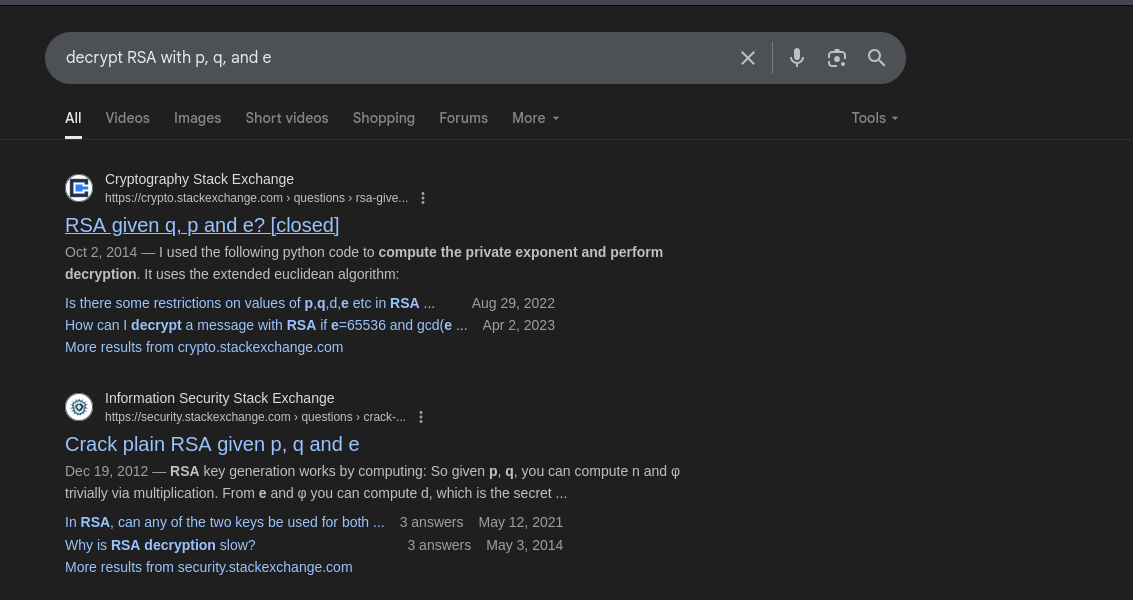 decrypt RSA with p, q, and e
All Videos Images Short videos Shopping Forums More Tools
Cryptography Stack Exchange
https://crypto.stackexchange.com › questions › rsa-give...
RSA given q, p and e? [closed]
Oct 2, 2014 — I used the following python code to compute the private exponent and perform
decryption. It uses the extended euclidean algorithm:
Is there some restrictions on values of p,q,d,e etc in RSA ... Aug 29, 2022
How can I decrypt a message with RSA if e=65536 and gcd(e ... Apr 2, 2023
More results from crypto.stackexchange.com
Information Security Stack Exchange
https://security.stackexchange.com › questions › crack-...
Crack plain RSA given p, q and e
Dec 19, 2012 — RSA key generation works by computing: So given p, q, you can compute n and φ
trivially via multiplication. From e and φ you can compute d, which is the secret ...
In RSA, can any of the two keys be used for both ... 3 answers May 12, 2021
Why is RSA decryption slow? 3 answers May 3, 2014
More results from security.stackexchange.com